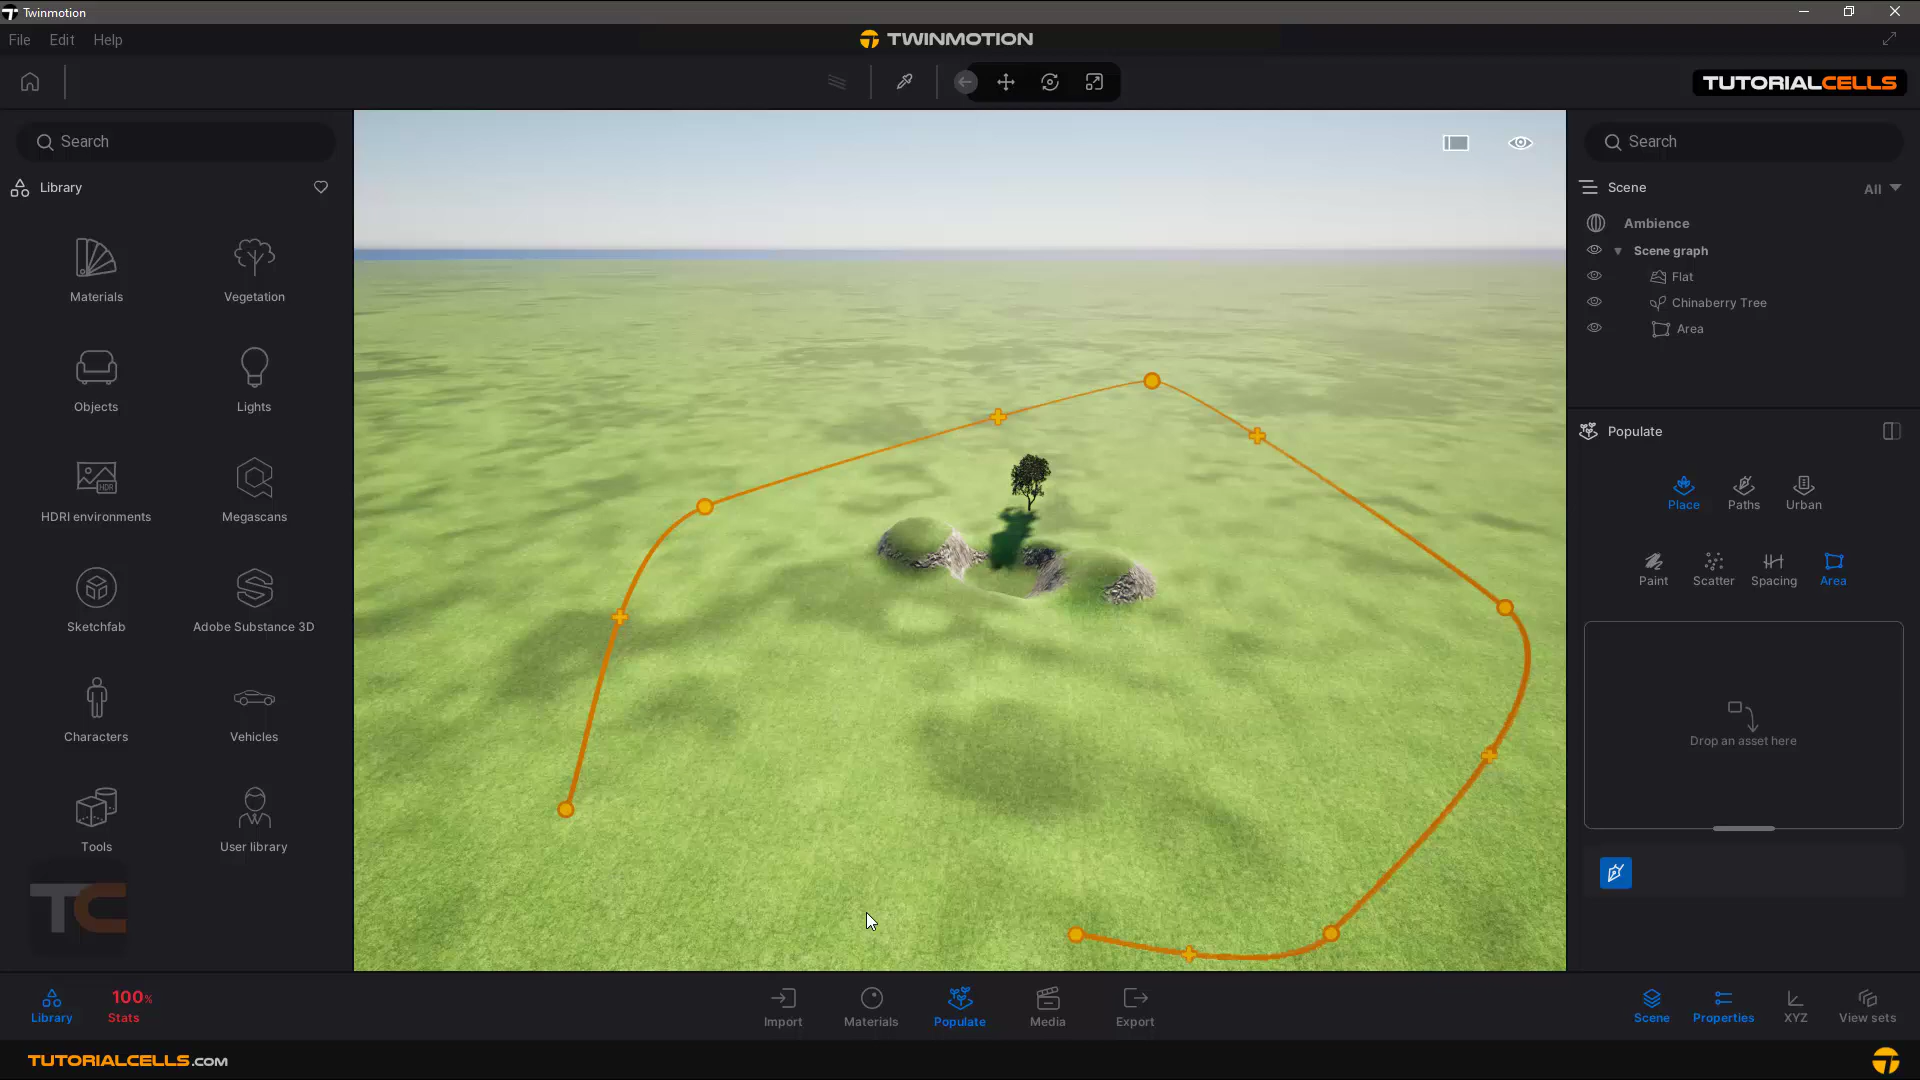 Twinmotion
File Edit Help
TWINMOTION
TUTORIALCELLS
Search
Library
Materials
Vegetation
Objects
Lights
HDR
HDRI environments
Megascans
Sketchfab
Adobe Substance 3D
Characters
Vehicles
Tools
User library
TC
Search
Scene
All
Ambience
Scene graph
Flat
Chinaberry Tree
Area
Populate
Place
Paths
Urban
Paint
Scatter
Spacing
Area
Drop an asset here
Library
100%
Stats
Import
Materials
Populate
Media
Export
Scene
Properties
XYZ
View sets
TUTORIALCELLS.COM